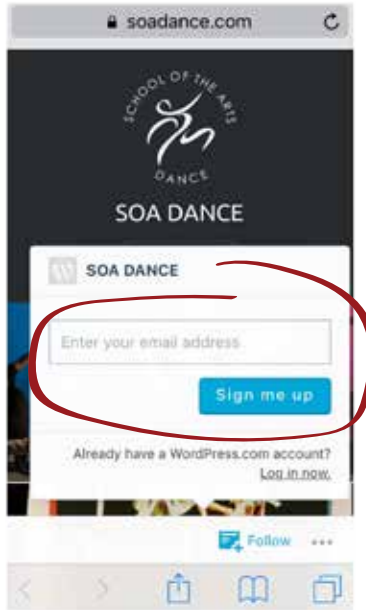 soadance.com
SCHOOL OF THE ARTS
DANCE
SOA DANCE
SOA DANCE
Enter your email address
Sign me up
Already have a WordPress.com account?
Log in now.
Follow